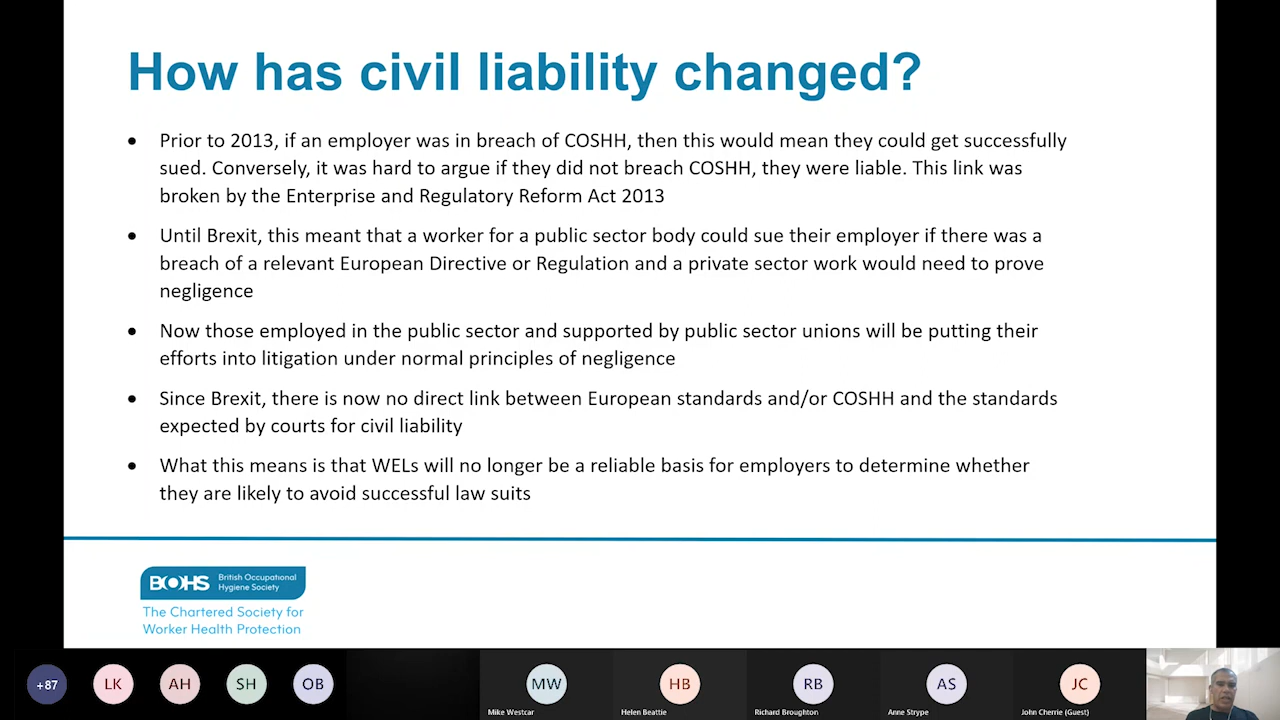 How has civil liability changed?
• Prior to 2013, if an employer was in breach of COSHH, then this would mean they could get successfully
sued. Conversely, it was hard to argue if they did not breach COSHH, they were liable. This link was
broken by the Enterprise and Regulatory Reform Act 2013
• Until Brexit, this meant that a worker for a public sector body could sue their employer if there was a
breach of a relevant European Directive or Regulation and a private sector work would need to prove
negligence
• Now those employed in the public sector and supported by public sector unions will be putting their
efforts into litigation under normal principles of negligence
• Since Brexit, there is now no direct link between European standards and/or COSHH and the standards
expected by courts for civil liability
• What this means is that WELs will no longer be a reliable basis for employers to determine whether
they are likely to avoid successful law suits
BOHS British Occupational
Hygiene Society
The Chartered Society for
Worker Health Protection
+87 LK AH SH OB MW HB RB AS JC
Mike Westcar Helen Beattie Richard Broughton Anne Strype John Cherrie (Guest)